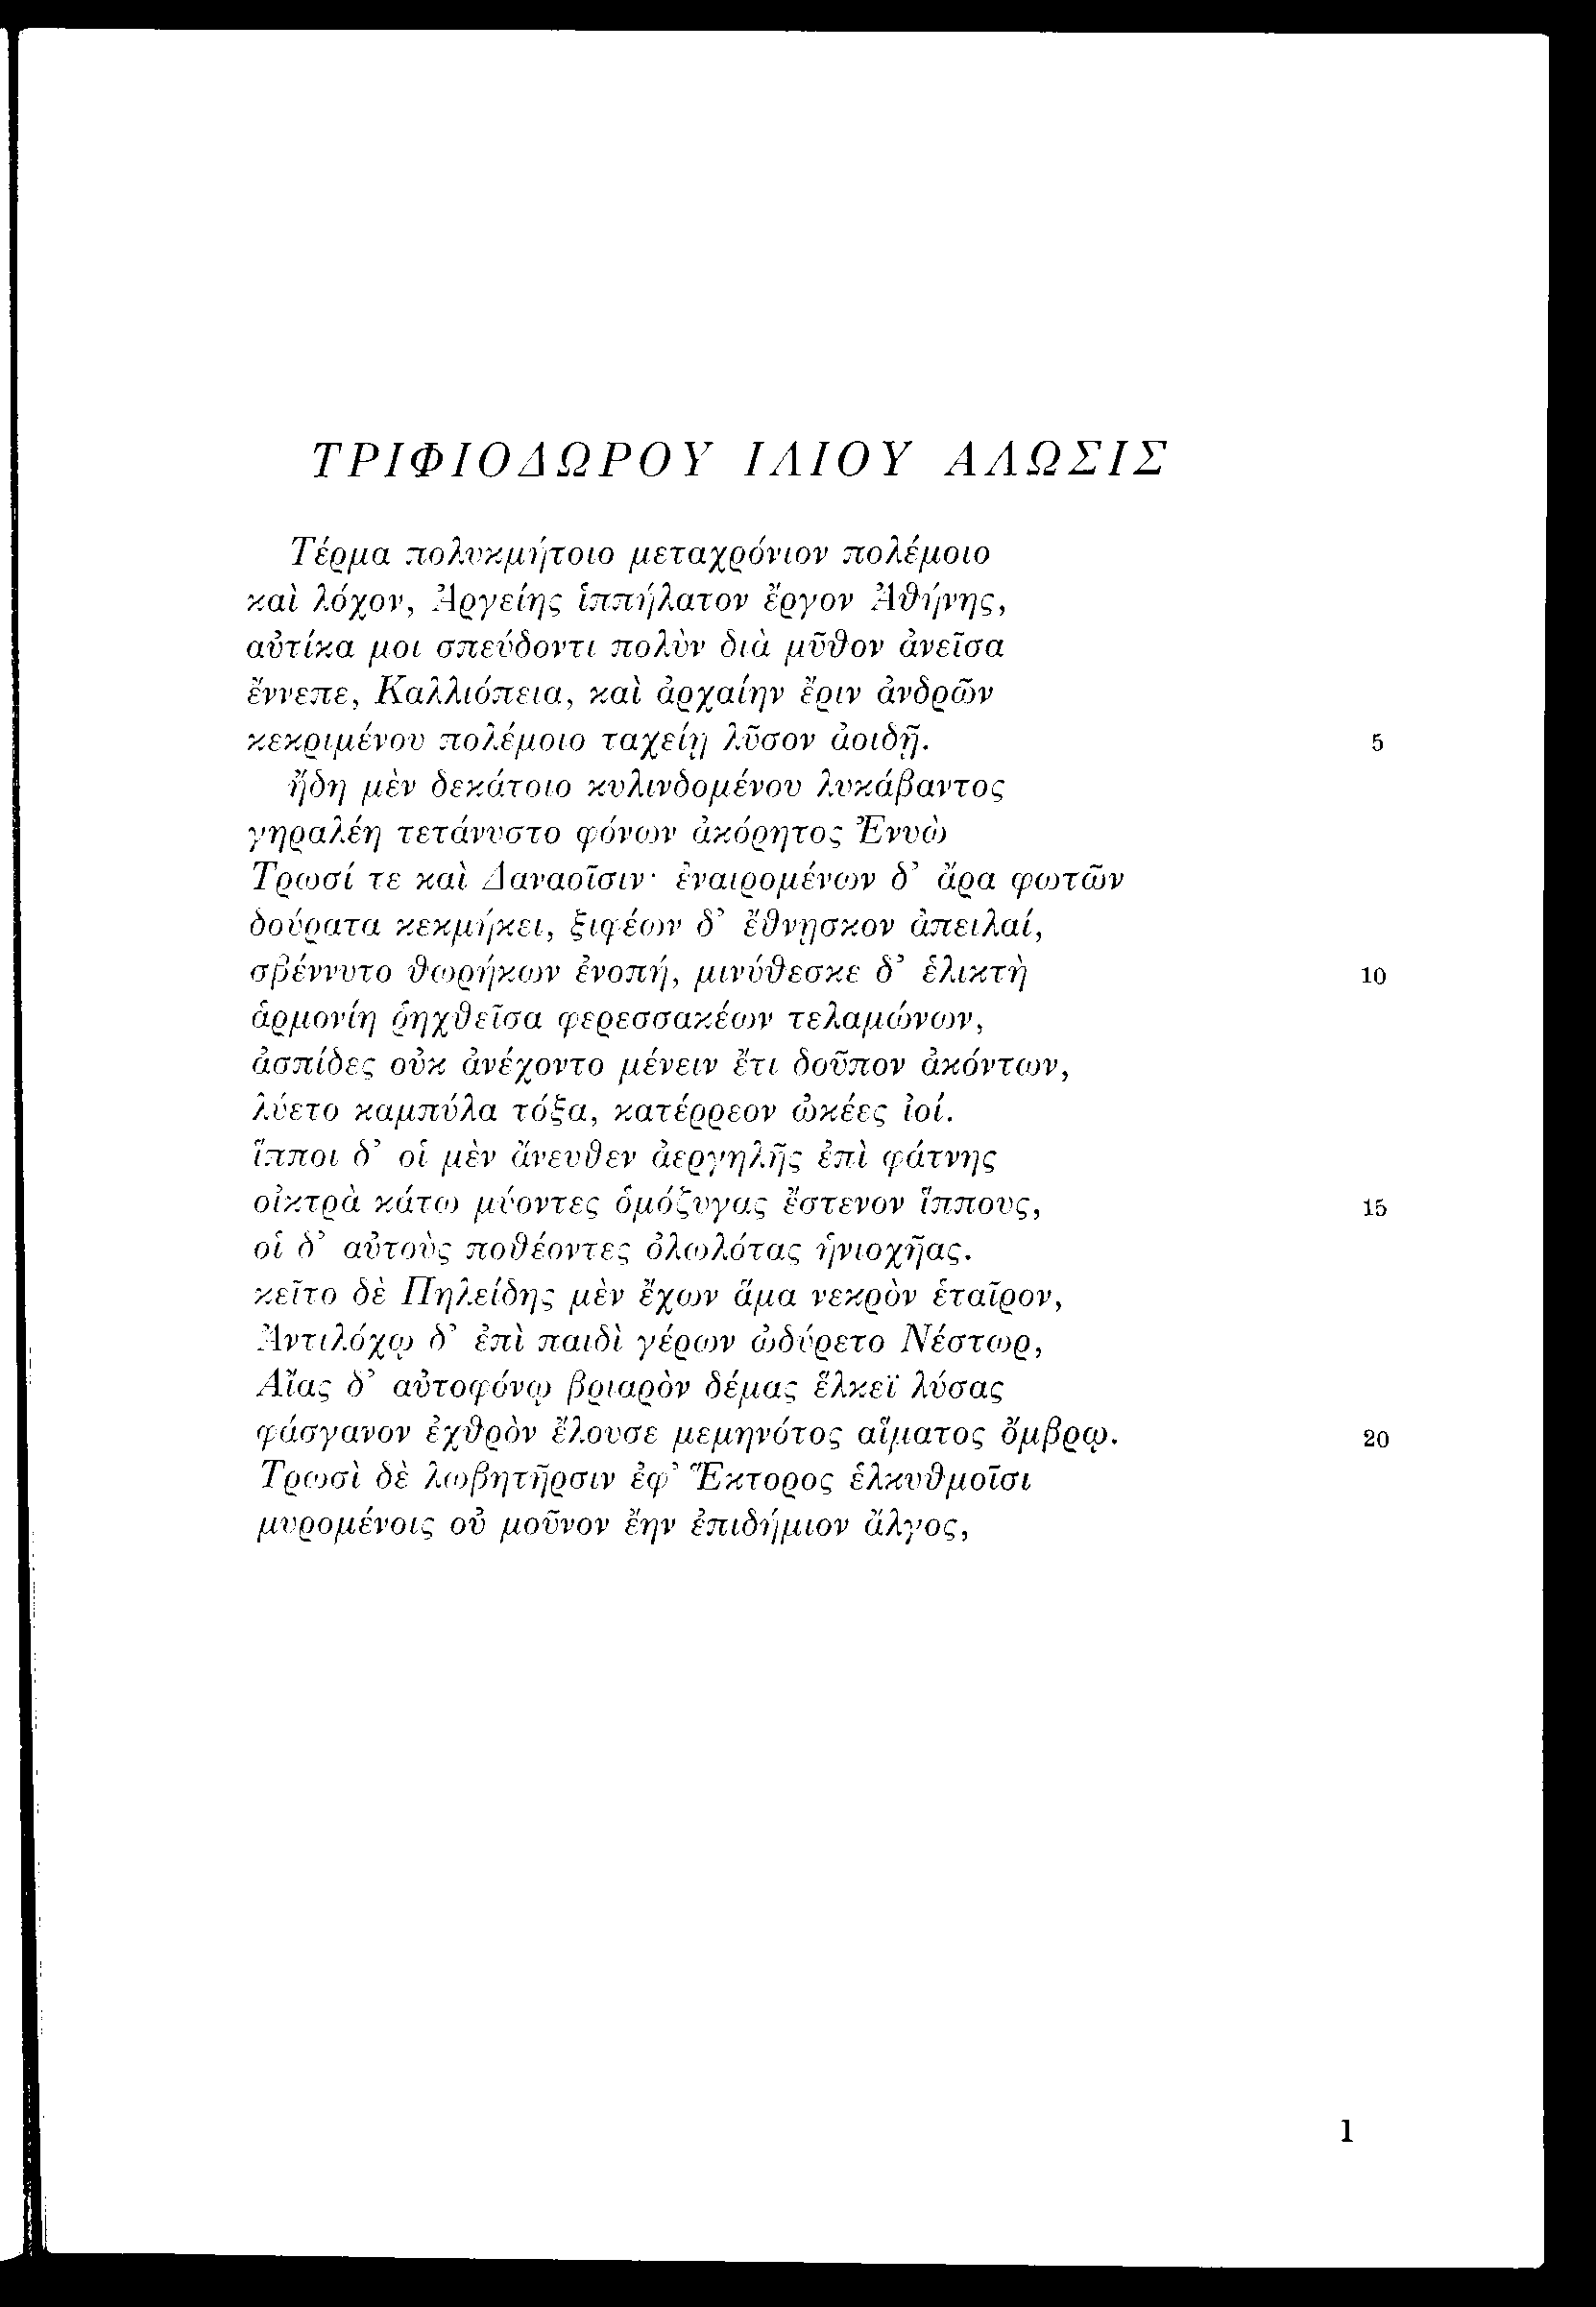 ΤΡΙΦΙΟΔΩΡΟΥ ΙΛΙΟΥ ΑΛΩΣΙΣ
Τέρμα πολυκμήτοιο μεταχρόνιον πολέμοιο
καὶ λόχον, Ἀργείης ἱππήλατον ἔργον Ἀθήνης,
αὐτίκα μοι σπεύδοντι πολὺν διὰ μῦθον ἀνεῖσα
ἔννεπε, Καλλιόπεια, καὶ ἀρχαίην ἔριν ἀνδρῶν
κεκριμένου πολέμοιο ταχείῃ λῦσον ἀοιδῇ. 5
ἤδη μὲν δεκάτοιο κυλινδομένου λυκάβαντος
γηραλέη τετάνυστο φόνων ἀκόρητος Ἐνυὼ
Τρωσί τε καὶ Δαναοῖσιν· ἐναιρομένων δ’ ἄρα φωτῶν
δούρατα κεκμήκει, ξιφέων δ’ ἔθνῃσκον ἀπειλαί,
σβέννυτο θωρήκων ἐνοπή, μινύθεσκε δ’ ἑλικτὴ 10
ἁρμονίη ῥηχθεῖσα φερεσσακέων τελαμώνων,
ἀσπίδες οὐκ ἀνέχοντο μένειν ἔτι δοῦπον ἀκόντων,
λύετο καμπύλα τόξα, κατέρρεον ὠκέες ἰοί.
ἵπποι δ’ οἱ μὲν ἄνευθεν ἀεργηλῆς ἐπὶ φάτνης
οἰκτρὰ κάτω μύοντες ὁμόζυγας ἔστενον ἵππους, 15
οἱ δ’ αὐτοὺς ποθέοντες ὀλωλότας ἡνιοχῆας.
κεῖτο δὲ Πηλείδης μὲν ἔχων ἅμα νεκρὸν ἑταῖρον,
Ἀντιλόχῳ δ’ ἐπὶ παιδὶ γέρων ὠδύρετο Νέστωρ,
Αἴας δ’ αὐτοφόνῳ βριαρὸν δέμας ἕλκεϊ λύσας
φάσγανον ἐχθρὸν ἔλουσε μεμηνότος αἵματος ὄμβρῳ. 20
Τρωσὶ δὲ λωβητῆρσιν ἐφ’ Ἕκτορος ἑλκυθμοῖσι
μυρομένοις οὐ μοῦνον ἔην ἐπιδήμιον ἄλγος,
1